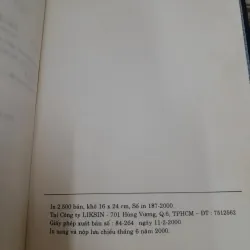 In 2.500 bản, khổ 16 x 24 cm, Số in 187-2000.
Tại Công ty LIKSIN - 701 Hùng Vương, Q.6, TPHCM - ĐT : 7512562
Giấy phép xuất bản số : 84-264 ngày 11-2-2000
In xong và nộp lưu chiểu tháng 6 năm 2000.